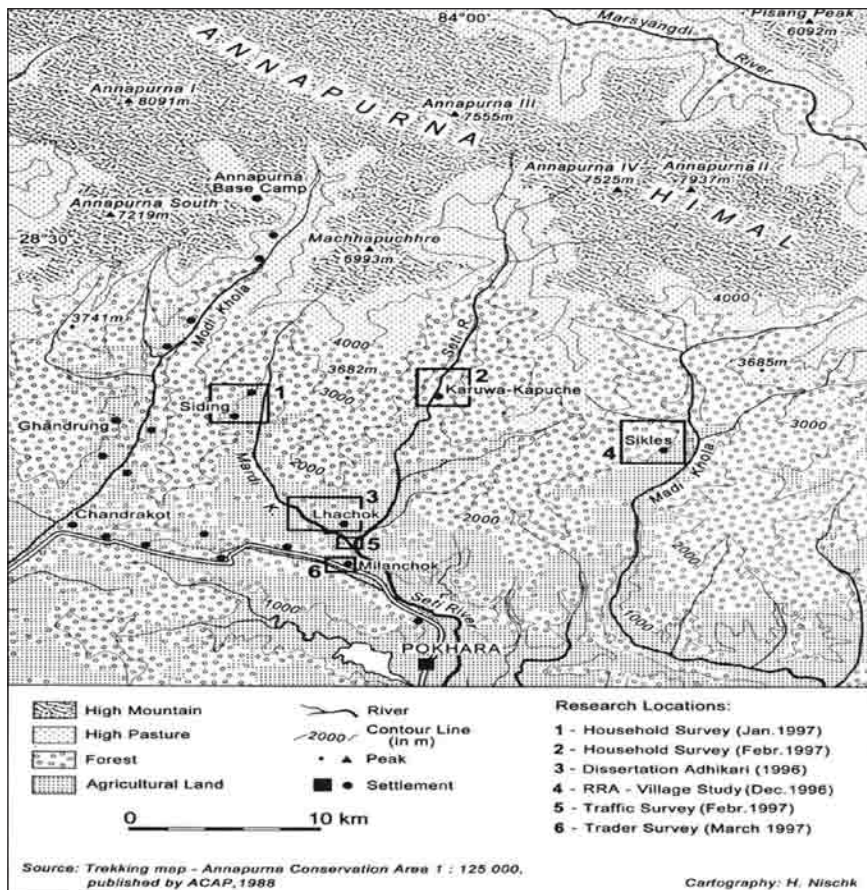 84°00'
Pisang Peak
6092m
Marsyangdi
River
ANNAPURNA
HIMAL
Annapurna I
8091m
Annapurna III
7555m
Annapurna
Base Camp
Annapurna IV
7525m
Annapurna II
7937m
Annapurna South
7219m
28°30'
Machhapuchhre
6993m
4000
3741m
Modi Khola
4000
Seti R.
3682m
3685m
3000
1
2
Karuwa-Kapuche
Siding
Ghandrung
3000
Sikles
4
Mardi K.
2000
Madi Khola
3
Lhachok
Chandrakot
2000
5
2000
6
Milanchok
1000
Seti River
1000
POKHARA
High Mountain
High Pasture
Forest
Agricultural Land
River
2000
Contour Line
(in m)
Peak
Settlement
0 10 km
Research Locations:
1 - Household Survey (Jan.1997)
2 - Household Survey (Febr.1997)
3 - Dissertation Adhikari (1996)
4 - RRA - Village Study (Dec.1996)
5 - Traffic Survey (Febr.1997)
6 - Trader Survey (March 1997)
Source: Trekking map - Annapurna Conservation Area 1 : 125 000,
published by ACAP,1988
Cartography: H. Nischk